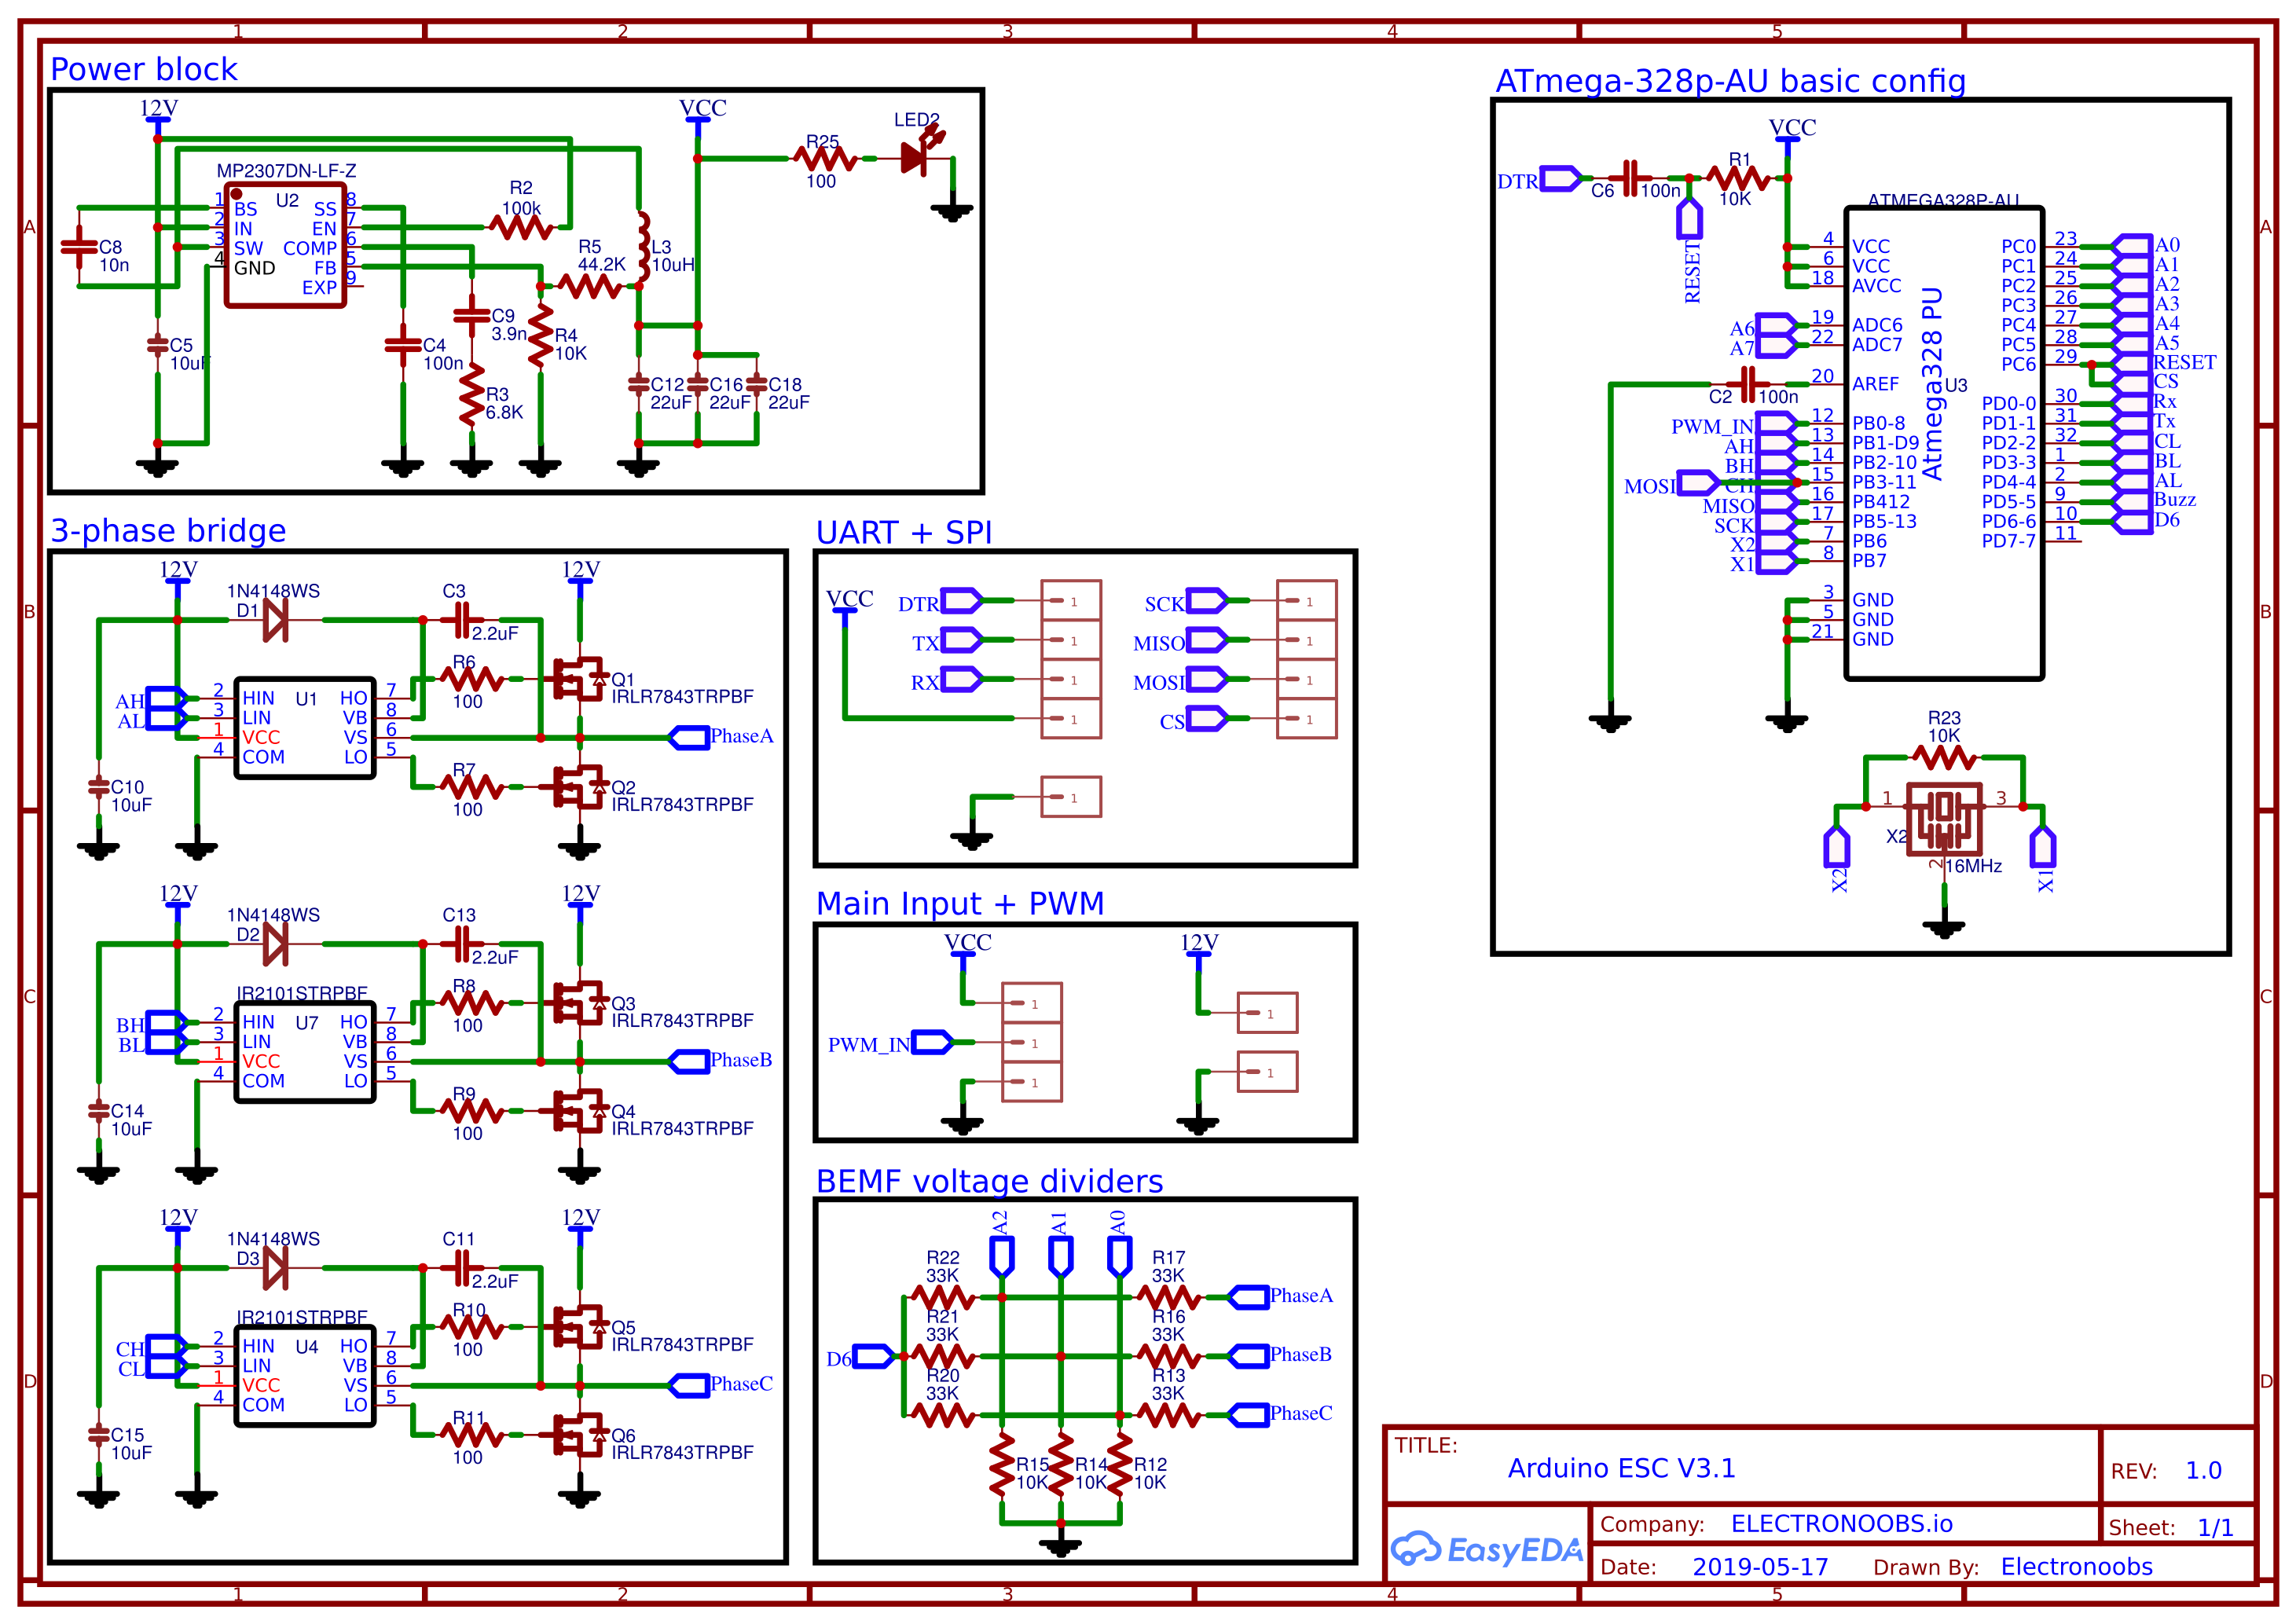 1 2 3 4 5
A
B
C
D
Power block
12V
VCC
LED2
R25
100
MP2307DN-LF-Z
U2
1 BS
2 IN
3 SW
4 GND
8 SS
7 EN
6 COMP
5 FB
9 EXP
R2
100k
R5
44.2K
L3
10uH
C8
10n
C5
10uF
C4
100n
C9
3.9n
R3
6.8K
R4
10K
C12
22uF
C16
22uF
C18
22uF
3-phase bridge
12V
12V
1N4148WS
D1
C3
2.2uF
R6
100
Q1
IRLR7843TRPBF
AH
AL
U1
2 HIN
3 LIN
1 VCC
4 COM
HO 7
VB 8
VS 6
LO 5
PhaseA
R7
100
Q2
IRLR7843TRPBF
C10
10uF
12V
12V
1N4148WS
D2
C13
2.2uF
IR2101STRPBF
R8
100
Q3
IRLR7843TRPBF
BH
BL
U7
2 HIN
3 LIN
1 VCC
4 COM
HO 7
VB 8
VS 6
LO 5
PhaseB
R9
100
Q4
IRLR7843TRPBF
C14
10uF
12V
12V
1N4148WS
D3
C11
2.2uF
IR2101STRPBF
R10
100
Q5
IRLR7843TRPBF
CH
CL
U4
2 HIN
3 LIN
1 VCC
4 COM
HO 7
VB 8
VS 6
LO 5
PhaseC
R11
100
Q6
IRLR7843TRPBF
C15
10uF
UART + SPI
VCC
DTR 1
TX 1
RX 1
1
SCK 1
MISO 1
MOSI 1
CS 1
1
Main Input + PWM
VCC
12V
1
PWM_IN 1
1
1
1
BEMF voltage dividers
A2
A1
A0
R22
33K
R17
33K
PhaseA
R21
33K
R16
33K
D6
PhaseB
R20
33K
R13
33K
PhaseC
R15
10K
R14
10K
R12
10K
ATmega-328p-AU basic config
VCC
DTR
C6 100n
R1
10K
RESET
ATMEGA328P-AU
Atmega328 PU
U3
4 VCC
6 VCC
18 AVCC
A6 19 ADC6
A7 22 ADC7
C2 100n
20 AREF
PWM_IN 12 PB0-8
AH 13 PB1-D9
BH 14 PB2-10
MOSI CH 15 PB3-11
MISO 16 PB412
SCK 17 PB5-13
X2 7 PB6
X1 8 PB7
3 GND
5 GND
21 GND
PC0 23 A0
PC1 24 A1
PC2 25 A2
PC3 26 A3
PC4 27 A4
PC5 28 A5
PC6 29 RESET
CS
PD0-0 30 Rx
PD1-1 31 Tx
PD2-2 32 CL
PD3-3 1 BL
PD4-4 2 AL
PD5-5 9 Buzz
PD6-6 10 D6
PD7-7 11
R23
10K
1
3
X2
2
16MHz
X2
X1
TITLE:
Arduino ESC V3.1
REV: 1.0
EasyEDA
Company: ELECTRONOOBS.io
Sheet: 1/1
Date: 2019-05-17
Drawn By: Electronoobs
A
B
C
D
1 2 3 4 5